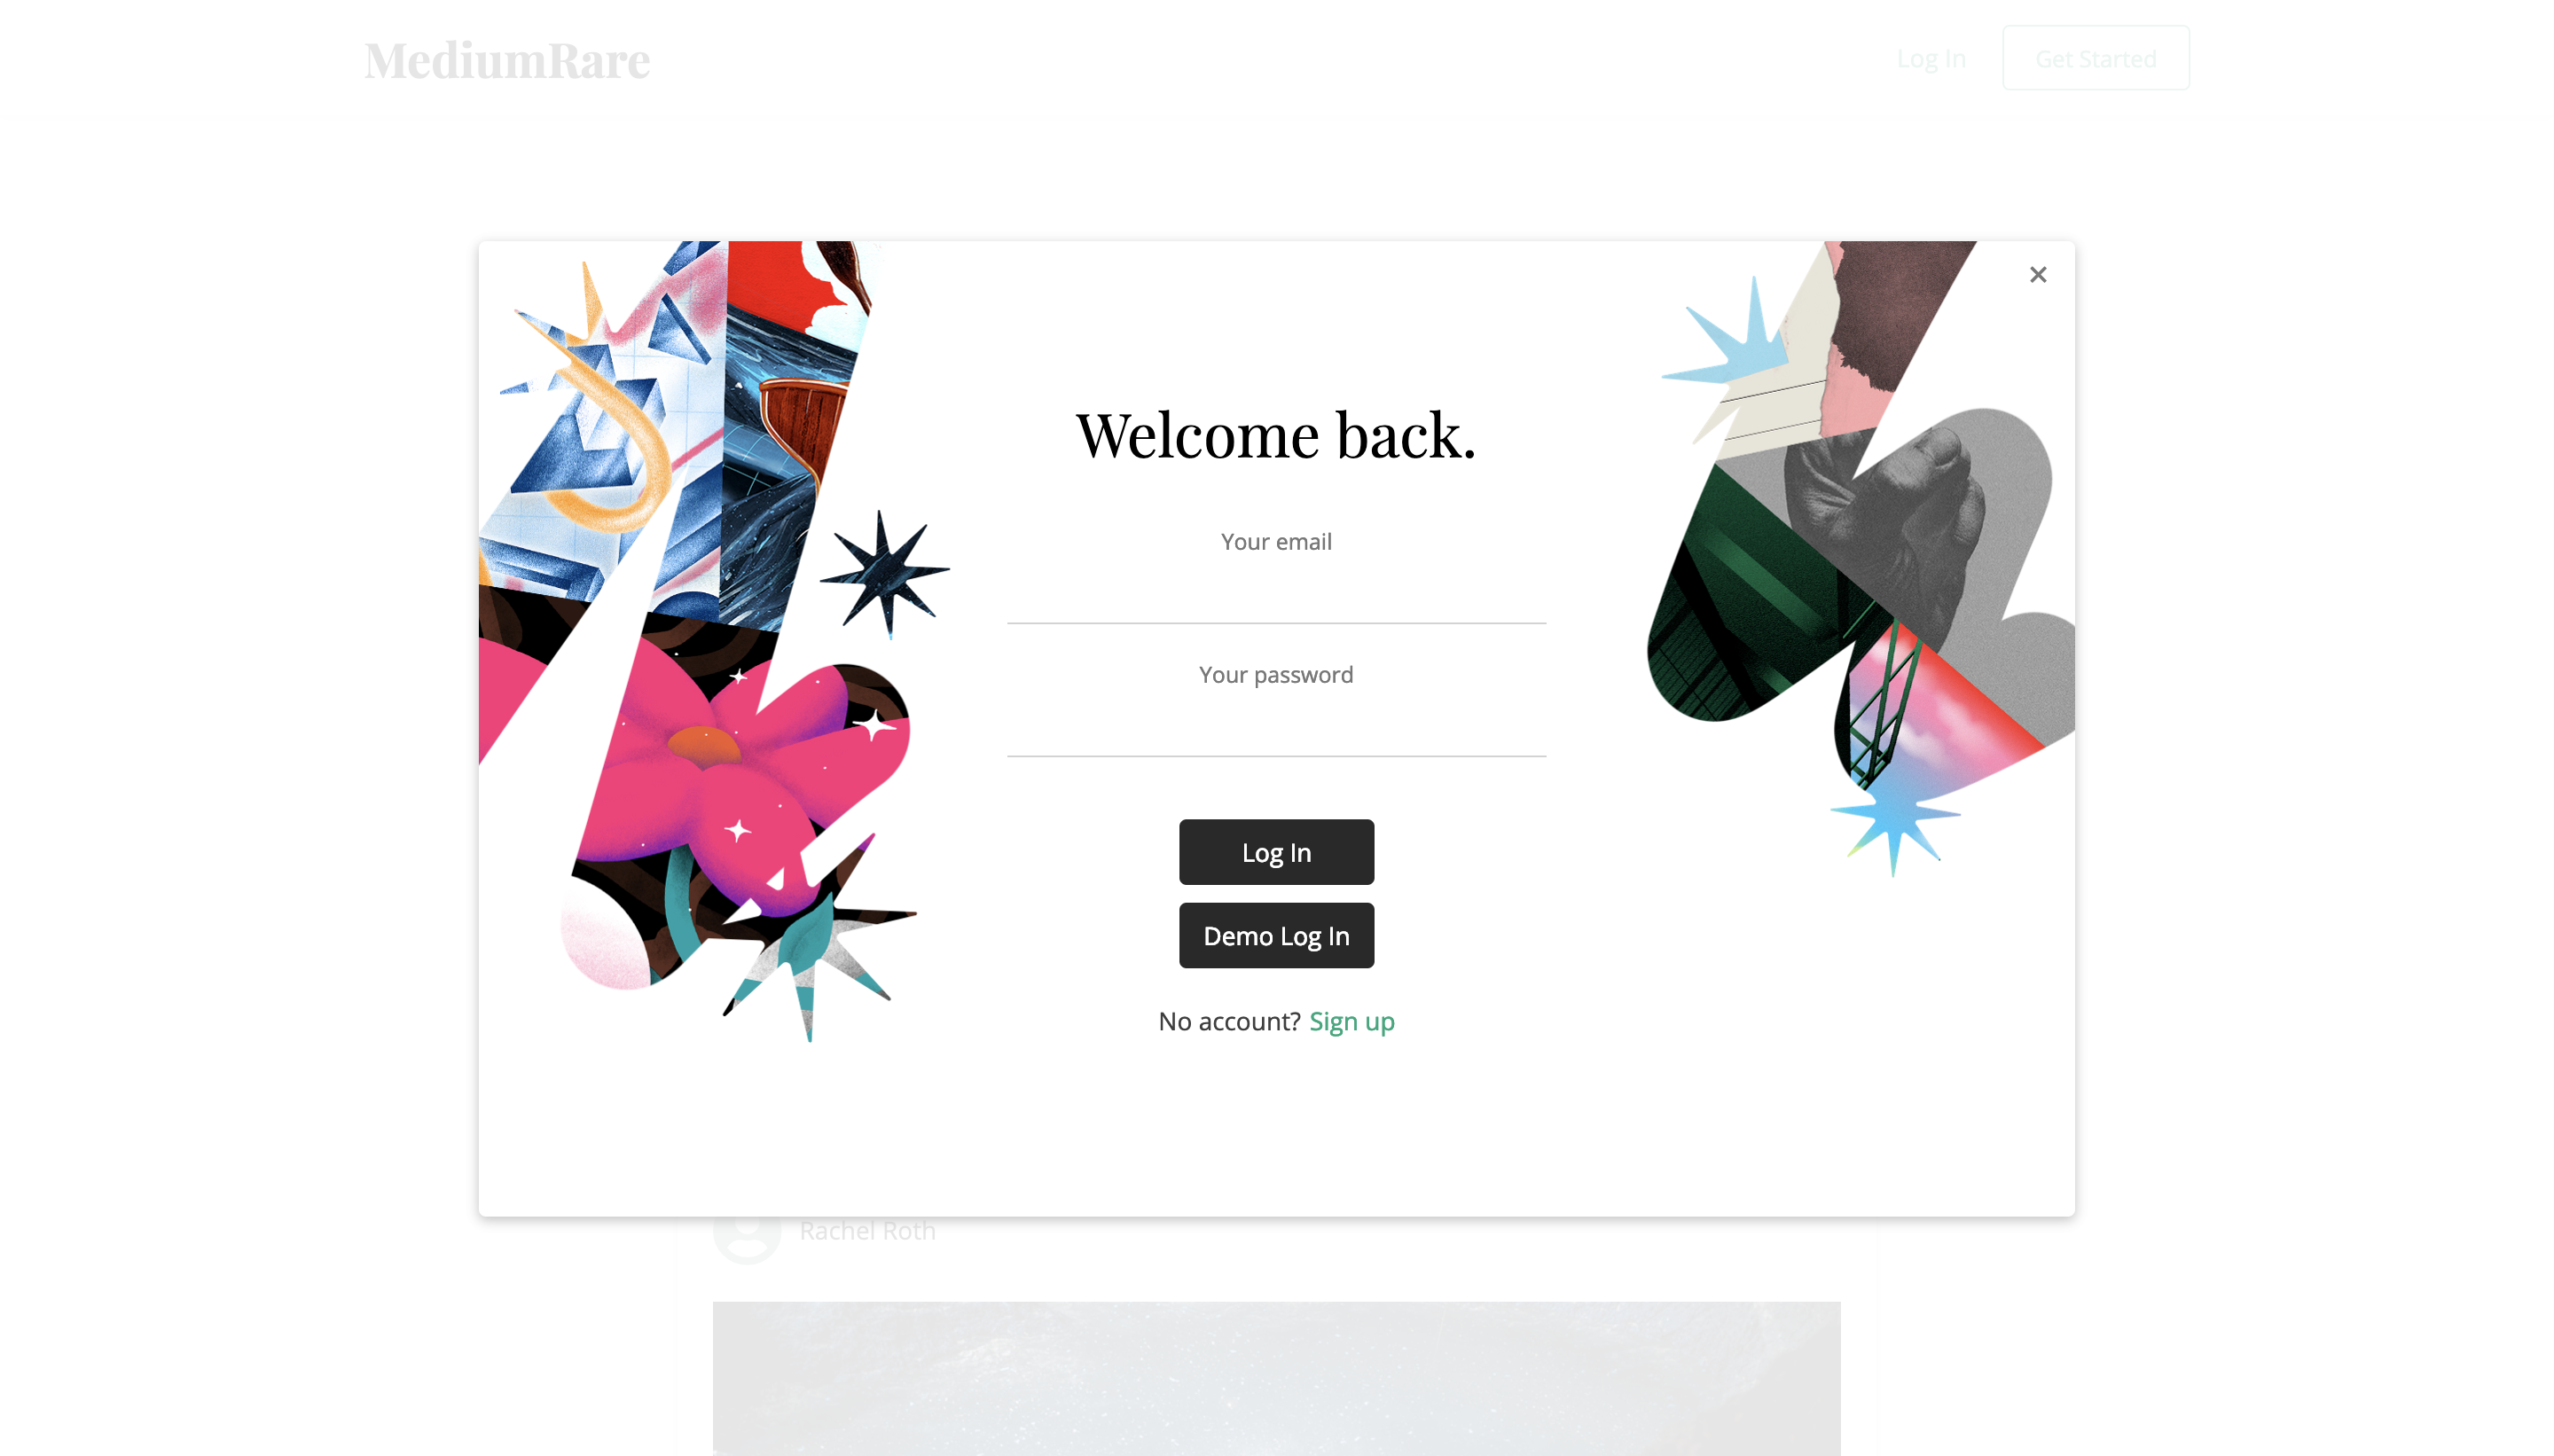 MediumRare
Log In
Get Started
Welcome back.
Your email
Your password
Log In
Demo Log In
No account? Sign up
Rachel Roth